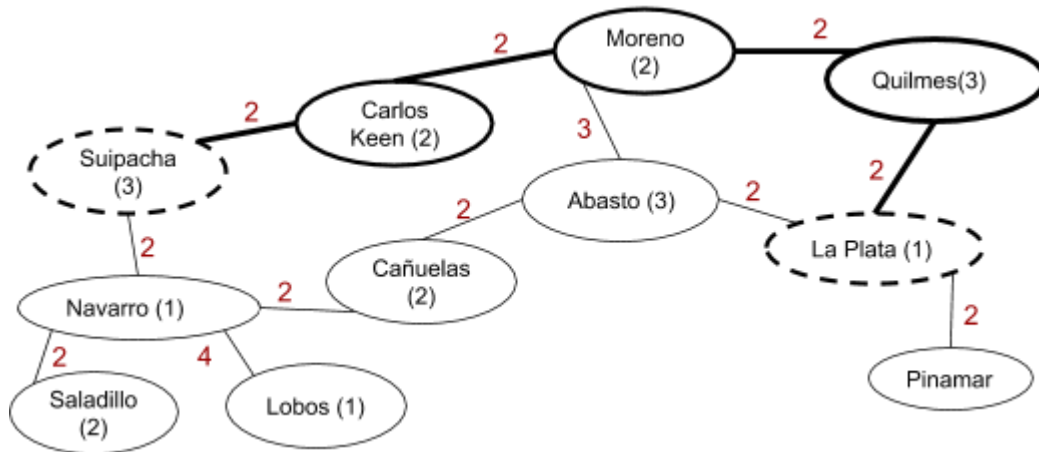 2
Moreno
(2)
2
Quilmes(3)
2
Carlos
Keen (2)
2
Suipacha
(3)
3
2
Abasto (3)
2
2
La Plata (1)
2
Cañuelas
(2)
2
Navarro (1)
2
2
4
Saladillo
(2)
Lobos (1)
Pinamar